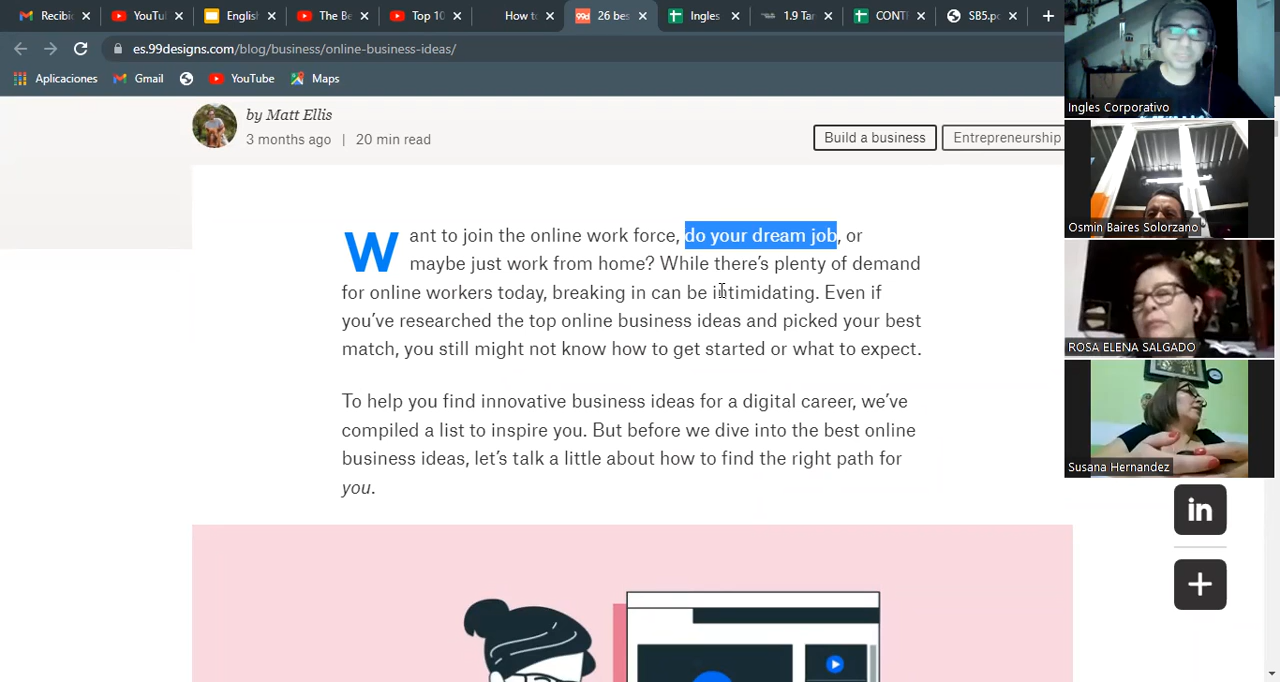 Recibic
YouTu
English
The Be
Top 10
How to
26 bes
Ingles
1.9 Tar
CONTF
SB5.pc
es.99designs.com/blog/business/online-business-ideas/
Aplicaciones
Gmail
YouTube
Maps
by Matt Ellis
3 months ago | 20 min read
Build a business
Entrepreneurship
Want to join the online work force, do your dream job, or
maybe just work from home? While there's plenty of demand
for online workers today, breaking in can be intimidating. Even if
you've researched the top online business ideas and picked your best
match, you still might not know how to get started or what to expect.
To help you find innovative business ideas for a digital career, we've
compiled a list to inspire you. But before we dive into the best online
business ideas, let's talk a little about how to find the right path for
you.
Ingles Corporativo
Osmin Baires Solorzano
ROSA ELENA SALGADO
Susana Hernandez
in